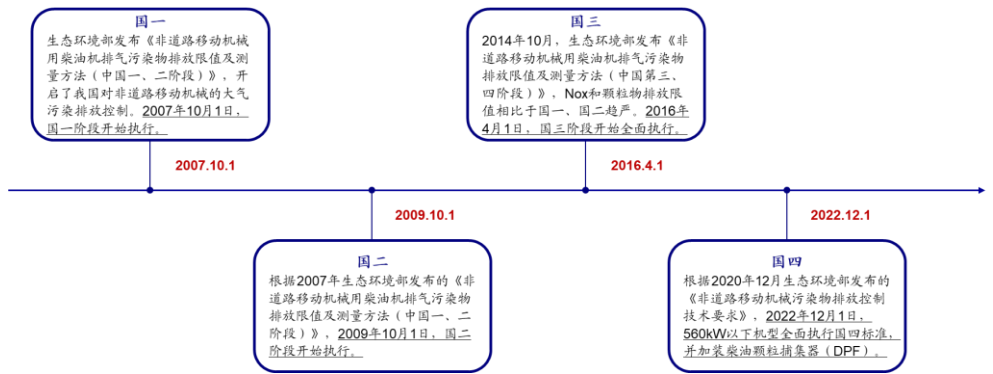 国一
生态环境部发布《非道路移动机械
用柴油机排气污染物排放限值及测
量方法（中国一、二阶段）》，开
启了我国对非道路移动机械的大气
污染排放控制。2007年10月1日，
国一阶段开始执行。
2007.10.1
国三
2014年10月，生态环境部发布《非
道路移动机械用柴油机排气污染物
排放限值及测量方法（中国第三、
四阶段）》，Nox和颗粒物排放限
值相比于国一、国二趋严。2016年
4月1日，国三阶段开始全面执行。
2016.4.1
2009.10.1
国二
根据2007年生态环境部发布的《非
道路移动机械用柴油机排气污染物
排放限值及测量方法（中国一、二
阶段）》，2009年10月1日，国二
阶段开始执行。
2022.12.1
国四
根据2020年12月生态环境部发布的
《非道路移动机械污染物排放控制
技术要求》，2022年12月1日，
560kW以下机型全面执行国四标准，
并加装柴油颗粒捕集器（DPF）。